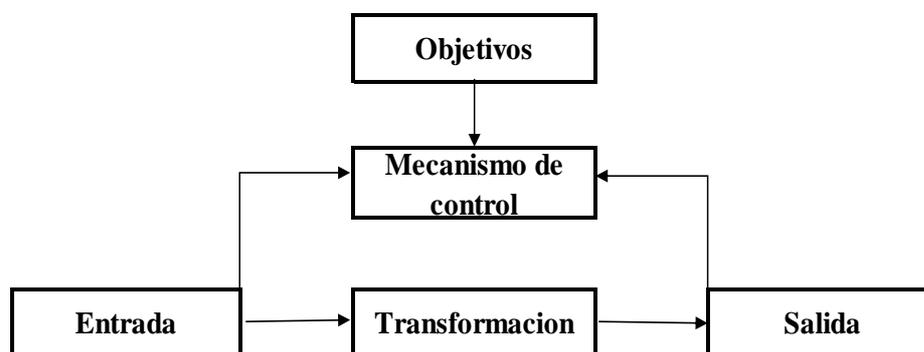 Objetivos
Mecanismo de
control
Entrada
Transformacion
Salida